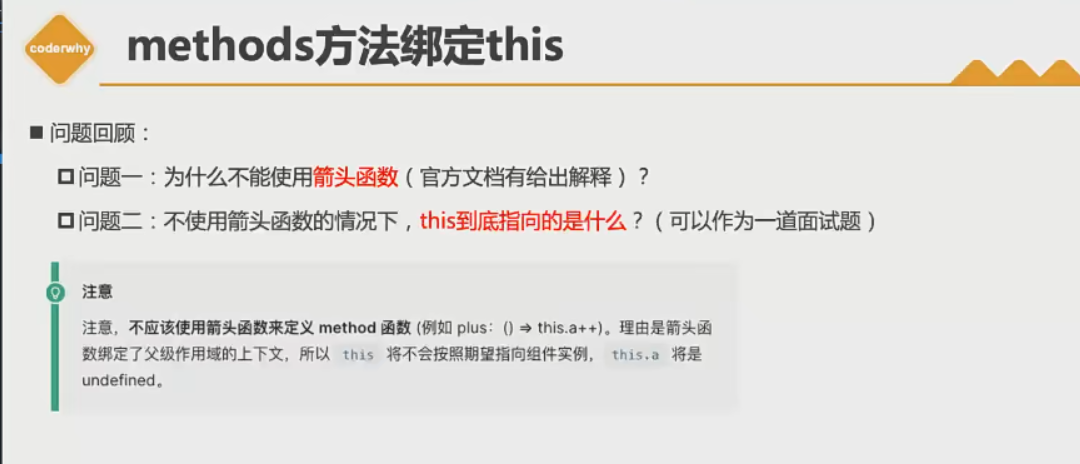 coderwhy
methods方法绑定this
问题回顾：
问题一：为什么不能使用箭头函数（官方文档有给出解释）？
问题二：不使用箭头函数的情况下，this到底指向的是什么？（可以作为一道面试题）
注意
注意，不应该使用箭头函数来定义 method 函数 (例如 plus：() => this.a++)。理由是箭头函
数绑定了父级作用域的上下文，所以 this 将不会按照期望指向组件实例，this.a 将是
undefined。